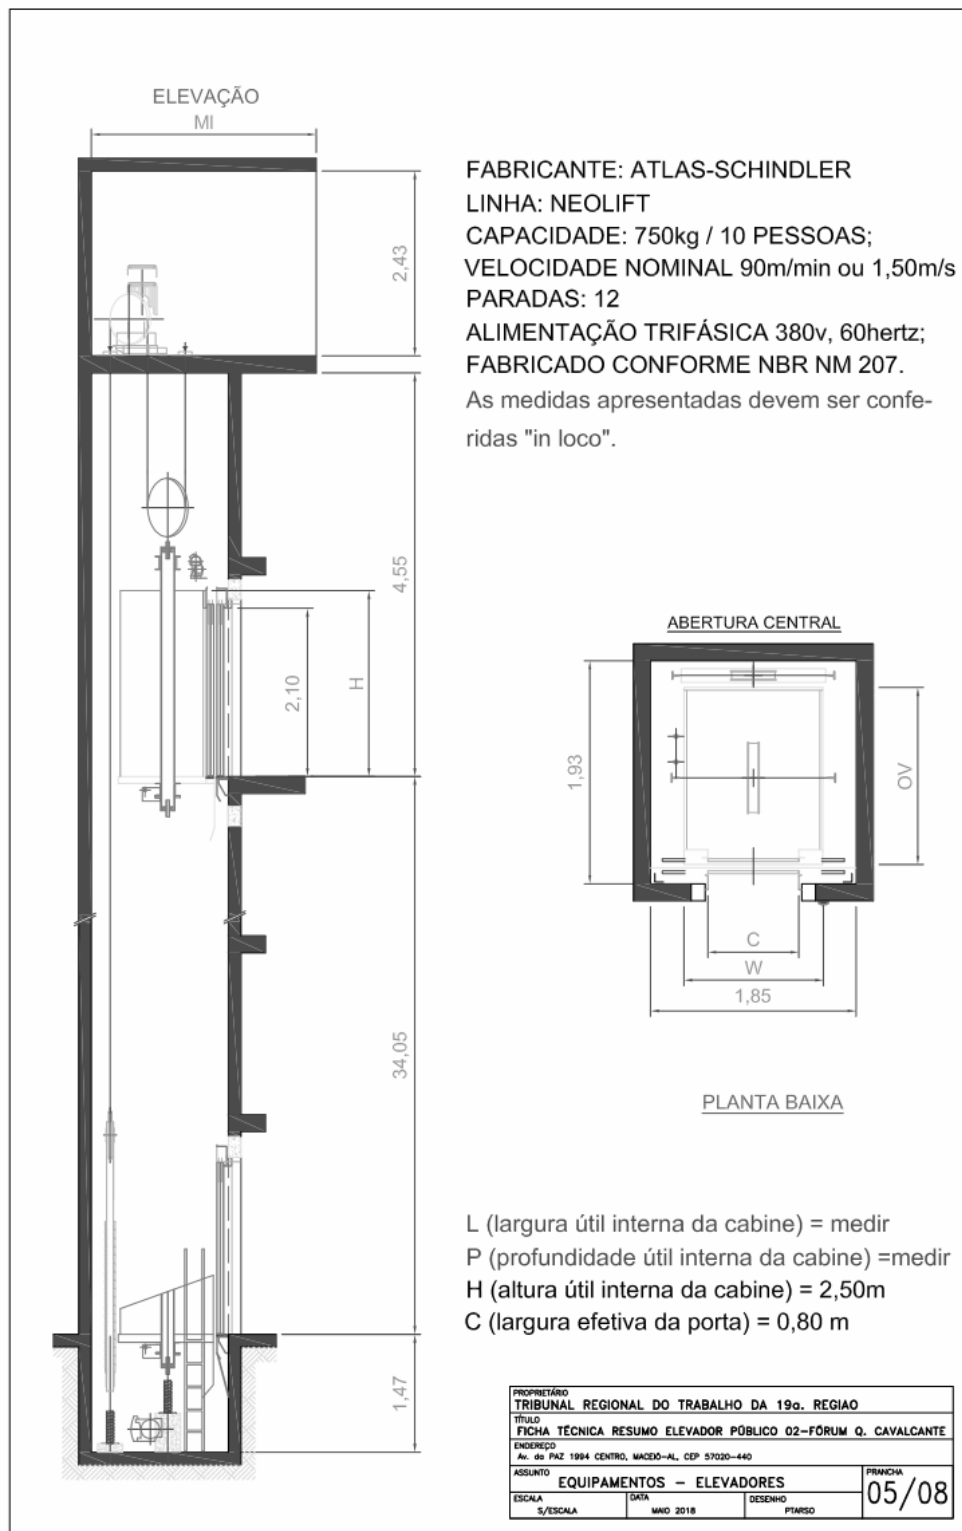 ELEVAÇÃO
MI
2,43
4,55
2,10
H
34,05
1,47
FABRICANTE: ATLAS-SCHINDLER
LINHA: NEOLIFT
CAPACIDADE: 750kg / 10 PESSOAS;
VELOCIDADE NOMINAL 90m/min ou 1,50m/s
PARADAS: 12
ALIMENTAÇÃO TRIFÁSICA 380v, 60hertz;
FABRICADO CONFORME NBR NM 207.
As medidas apresentadas devem ser confe-
ridas "in loco".
ABERTURA CENTRAL
1,93
OV
C
W
1,85
PLANTA BAIXA
L (largura útil interna da cabine) = medir
P (profundidade útil interna da cabine) =medir
H (altura útil interna da cabine) = 2,50m
C (largura efetiva da porta) = 0,80 m
PROPRIETÁRIO
TRIBUNAL REGIONAL DO TRABALHO DA 19a. REGIAO
TÍTULO
FICHA TÉCNICA RESUMO ELEVADOR PÚBLICO 02-FÓRUM Q. CAVALCANTE
ENDEREÇO
Av. da PAZ 1994 CENTRO, MACEIÓ-AL, CEP 57020-440
ASSUNTO
EQUIPAMENTOS - ELEVADORES
PRANCHA
05/08
ESCALA
S/ESCALA
DATA
MAIO 2018
DESENHO
PTARSO